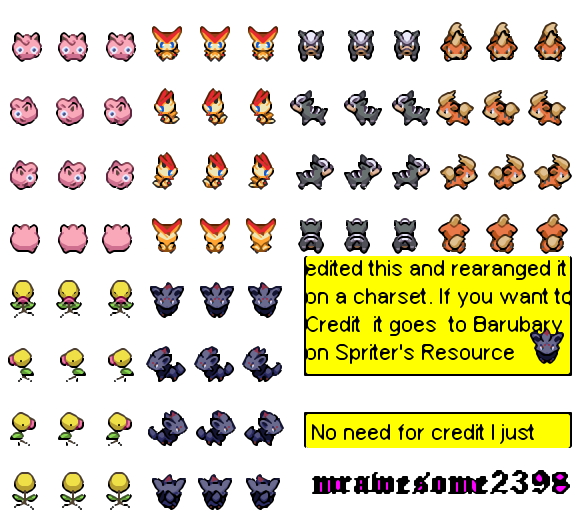 edited this and rearanged it
on a charset. If you want to
Credit it goes to Barubary
on Spriter's Resource
No need for credit I just
mrawesome2398